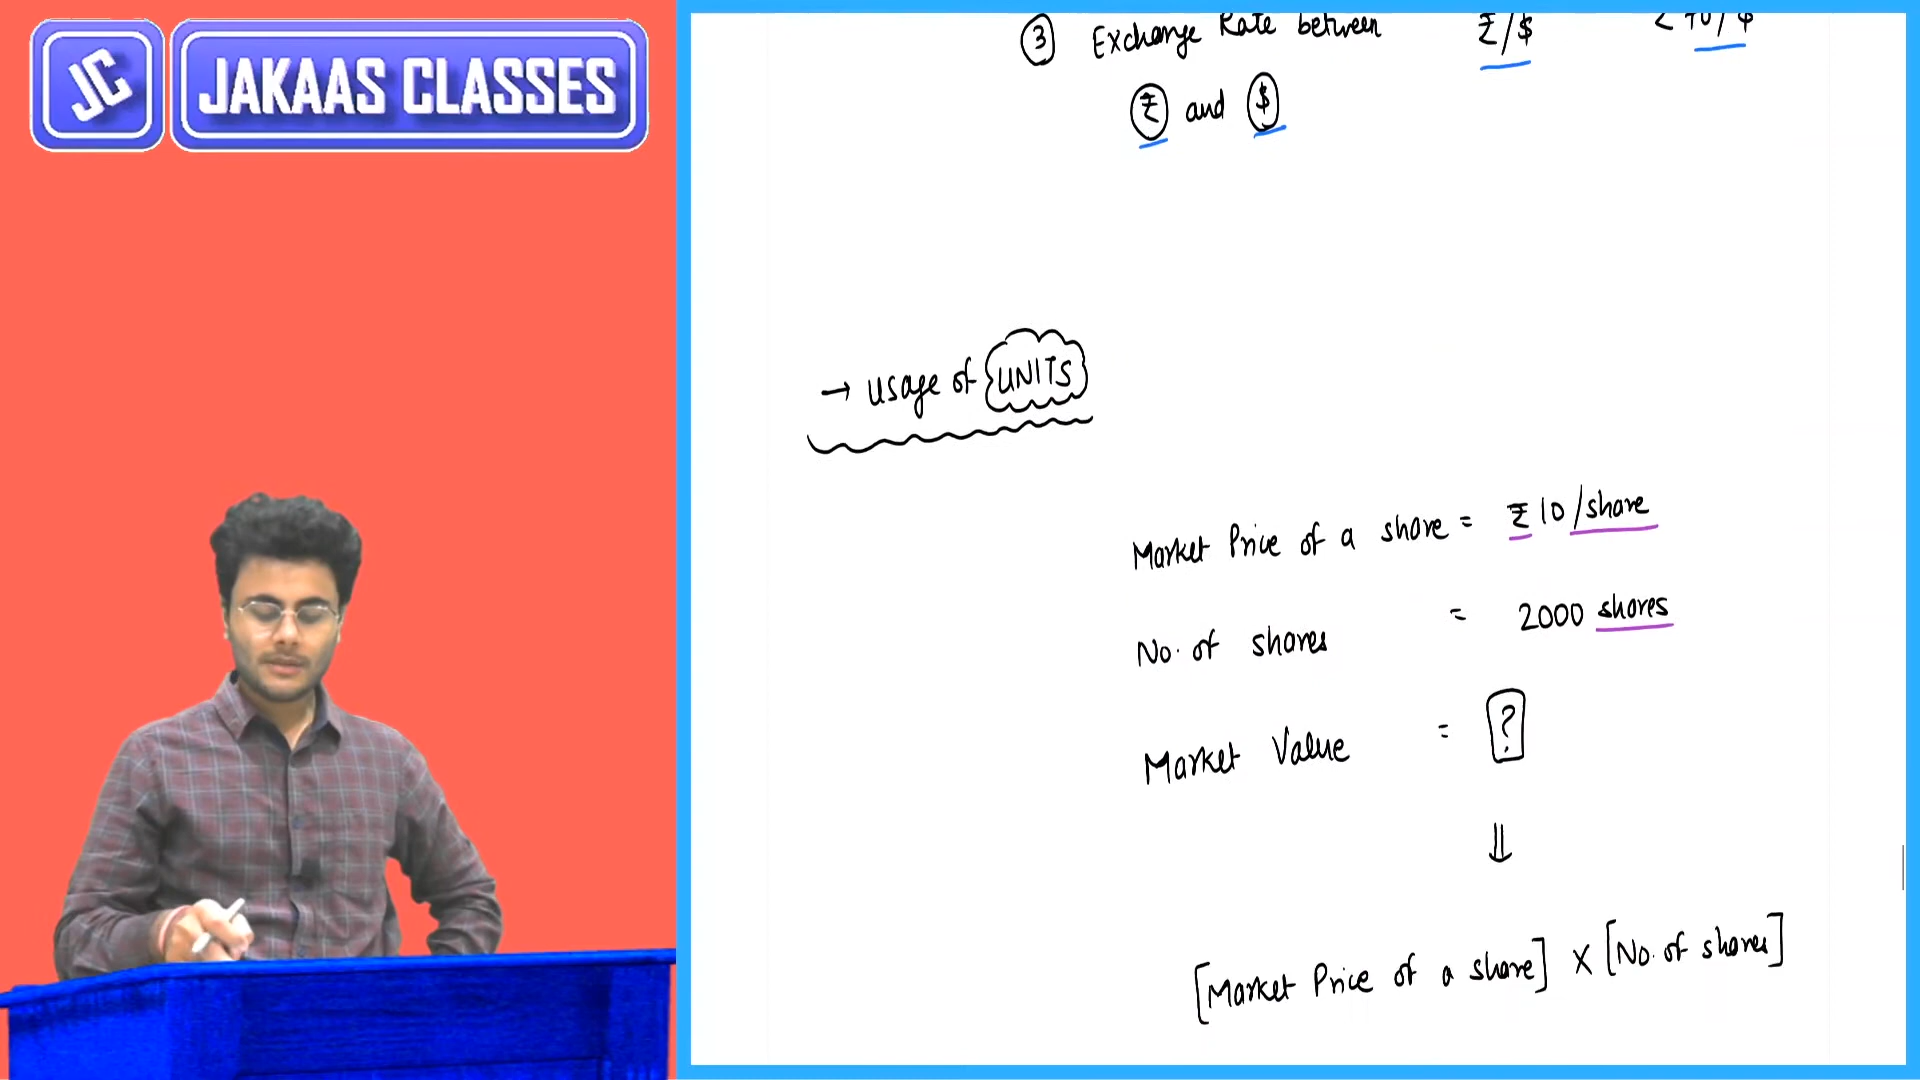 JC JAKAAS CLASSES
③ Exchange Rate between ₹/$
₹ and $
→ Usage of UNITS
Market Price of a share = ₹10/share
No. of shares = 2000 shares
Market Value = ?
⇓
[Market Price of a share] X [No. of shares]